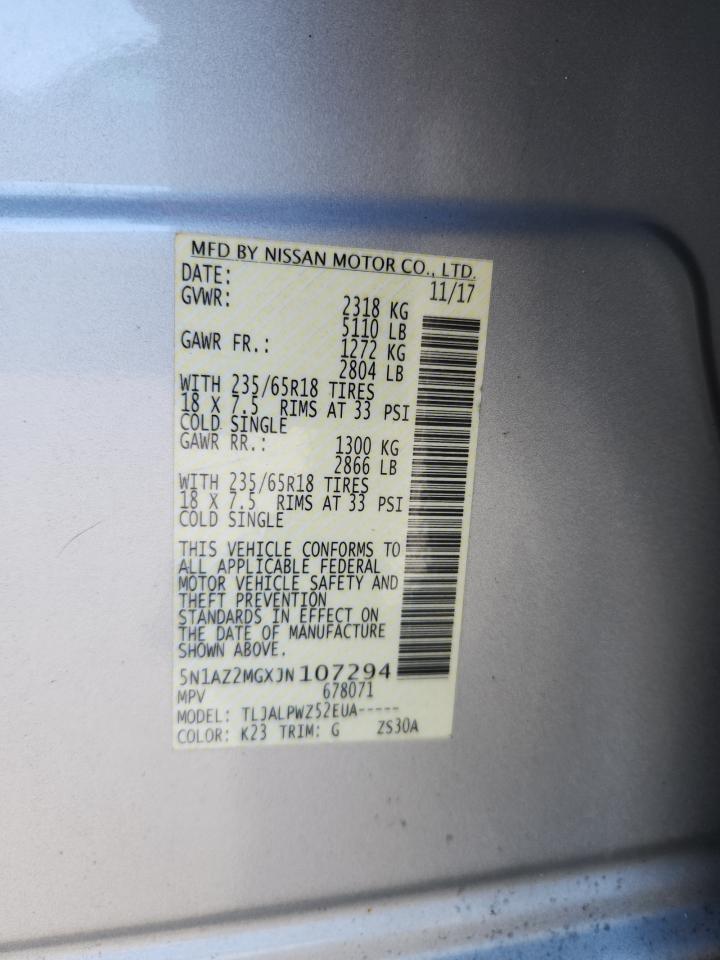 MFD BY NISSAN MOTOR CO., LTD.
DATE: 11/17
GVWR: 2318 KG
5110 LB
GAWR FR.: 1272 KG
2804 LB
WITH 235/65R18 TIRES
18 X 7.5 RIMS AT 33 PSI
COLD SINGLE
GAWR RR.: 1300 KG
2866 LB
WITH 235/65R18 TIRES
18 X 7.5 RIMS AT 33 PSI
COLD SINGLE
THIS VEHICLE CONFORMS TO
ALL APPLICABLE FEDERAL
MOTOR VEHICLE SAFETY AND
THEFT PREVENTION
STANDARDS IN EFFECT ON
THE DATE OF MANUFACTURE
SHOWN ABOVE.
5N1AZ2MGXJN107294
MPV 678071
MODEL: TLJALPWZ52EUA-----
COLOR: K23 TRIM: G ZS30A